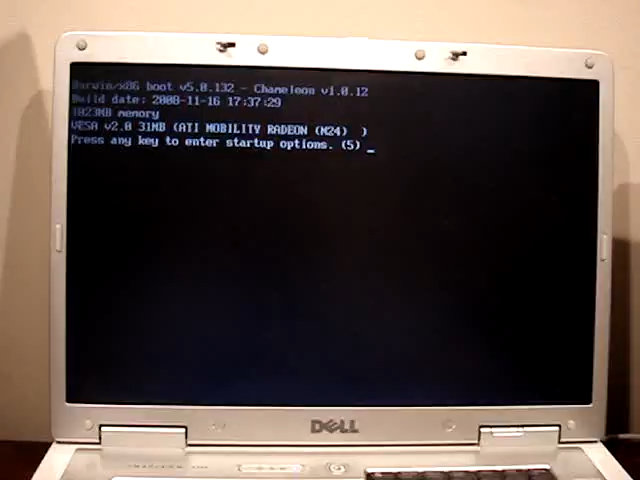 Darwin/x86 boot v5.0.132 - Chameleon v1.0.12
Build date: 2008-11-16 17:37:29
1023MB memory
VESA v2.0 31MB (ATI MOBILITY RADEON (M24)  )
Press any key to enter startup options. (5) _
DELL